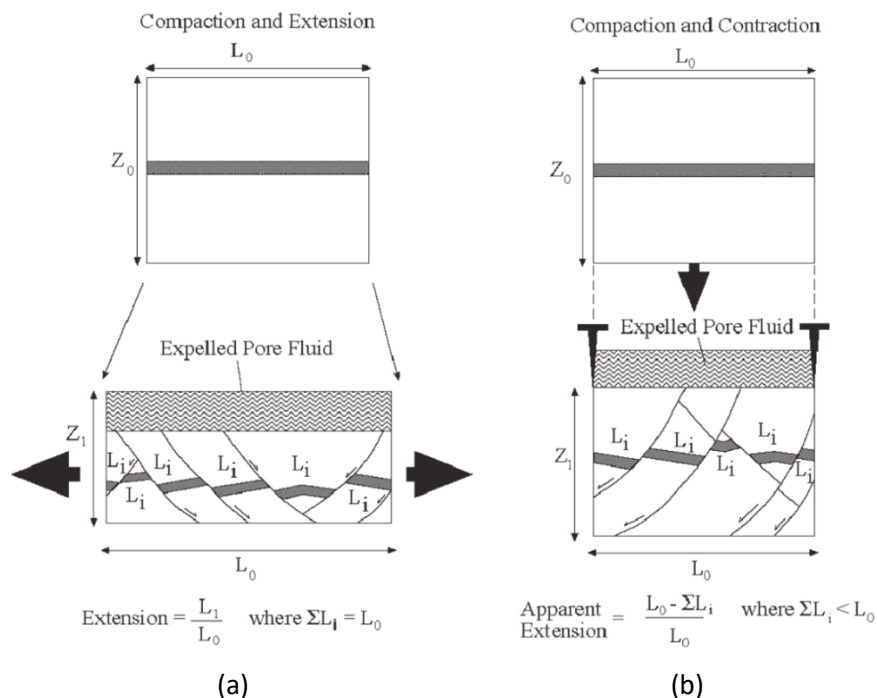 Compaction and Extension
L₀
Z₀
Expelled Pore Fluid
Z₁
Lᵢ
Lᵢ
Lᵢ
Lᵢ
Lᵢ
Lᵢ
L₀
Extension = L₁/L₀ where ΣLᵢ = L₀
(a)
Compaction and Contraction
L₀
Z₀
Expelled Pore Fluid
Z₁
Lᵢ
Lᵢ
Lᵢ
Lᵢ
Lᵢ
L₀
Apparent Extension = (L₀ - ΣLᵢ)/L₀ where ΣLᵢ < L₀
(b)